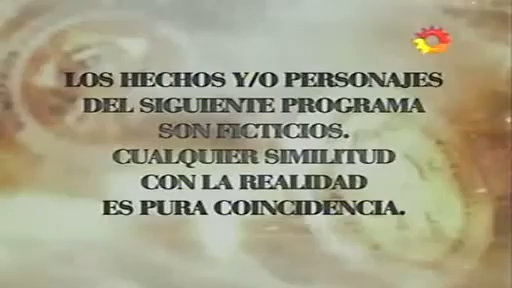 LOS HECHOS Y/O PERSONAJES
DEL SIGUIENTE PROGRAMA
SON FICTICIOS.
CUALQUIER SIMILITUD
CON LA REALIDAD
ES PURA COINCIDENCIA.